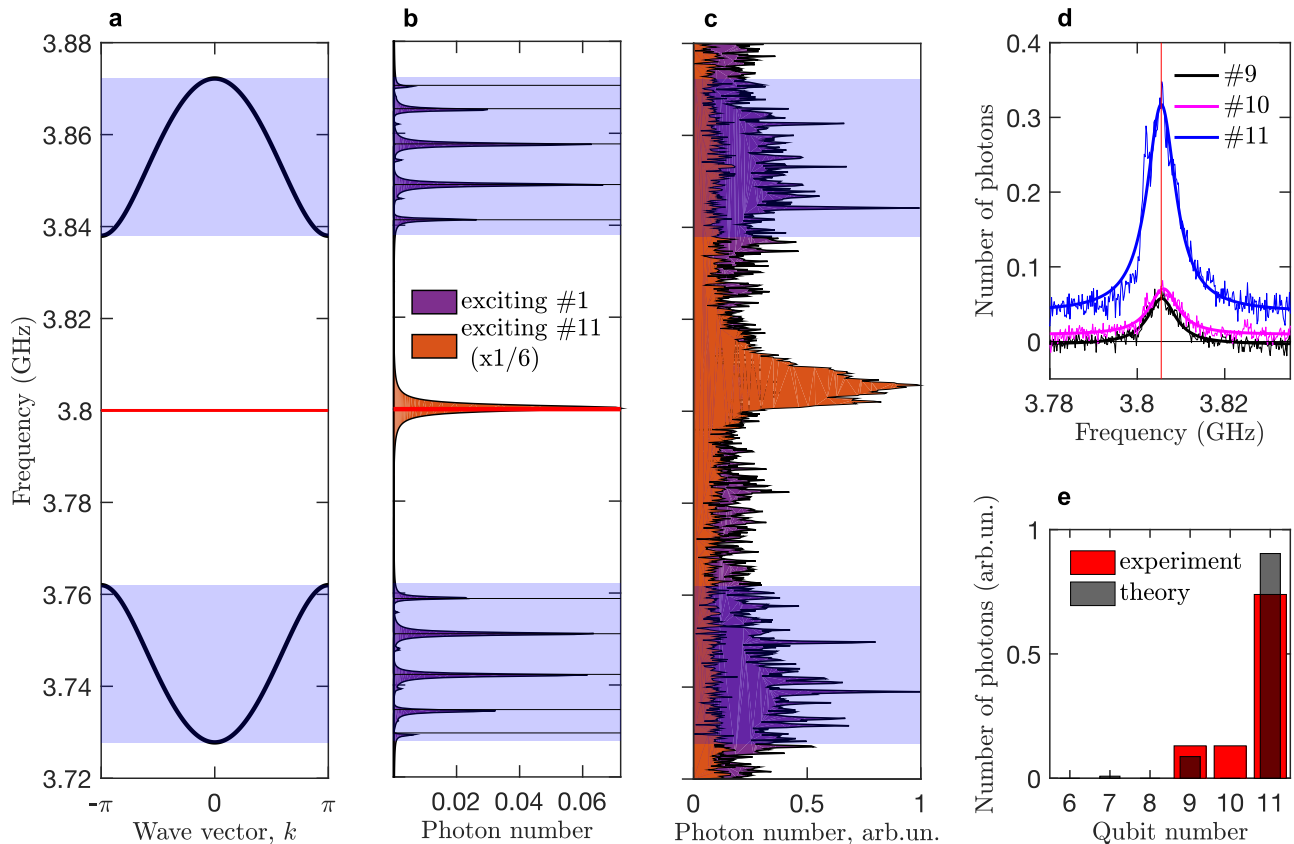 a
3.88
3.86
3.84
3.82
3.8
3.78
3.76
3.74
3.72
Frequency (GHz)
-π
0
π
Wave vector, k
b
exciting #1
exciting #11
(x1/6)
0.02
0.04
0.06
Photon number
c
0
0.5
1
Photon number, arb.un.
d
0.4
0.3
0.2
0.1
0
Number of photons
#9
#10
#11
3.78
3.8
3.82
Frequency (GHz)
e
1
0.5
0
Number of photons (arb.un.)
experiment
theory
6
7
8
9
10
11
Qubit number